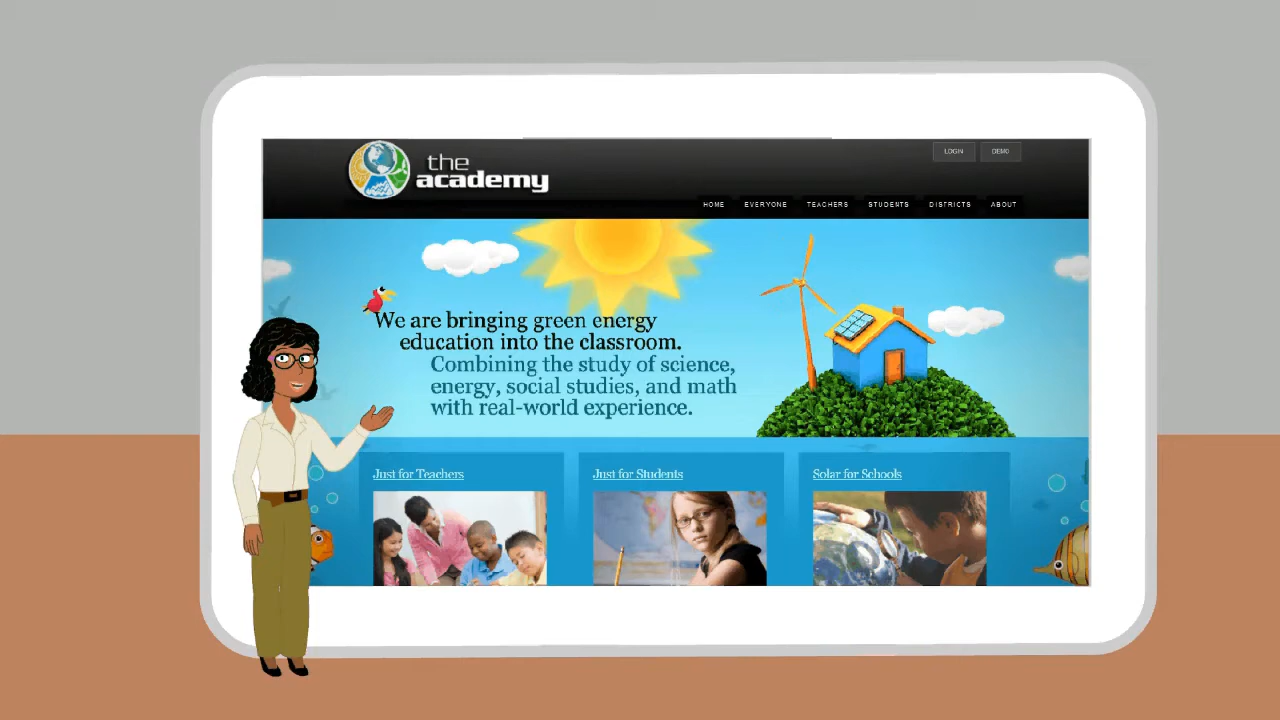 the
academy
LOGIN DEMO
HOME EVERYONE TEACHERS STUDENTS DISTRICTS ABOUT
We are bringing green energy
education into the classroom.
Combining the study of science,
energy, social studies, and math
with real-world experience.
Just for Teachers
Just for Students
Solar for Schools